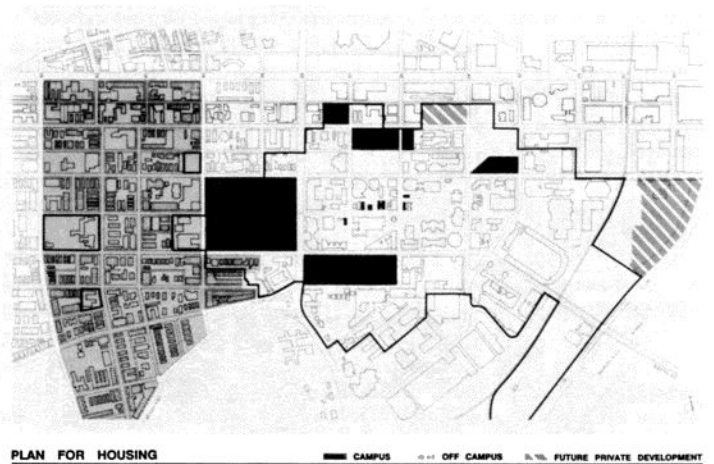 PLAN FOR HOUSING
CAMPUS
OFF CAMPUS
FUTURE PRIVATE DEVELOPMENT